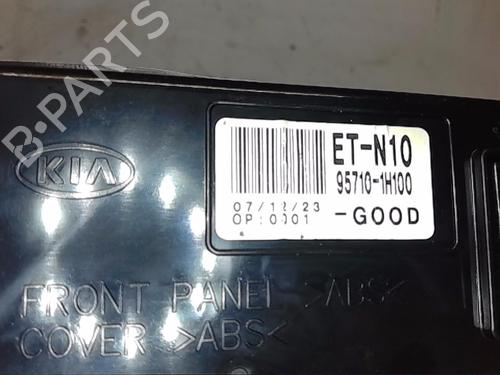 B-PARTS
KIA
ET-N10
95710-1H100
07/12/23
OP:0001
-GOOD
FRONT PANEL >ABS<
COVER >ABS<